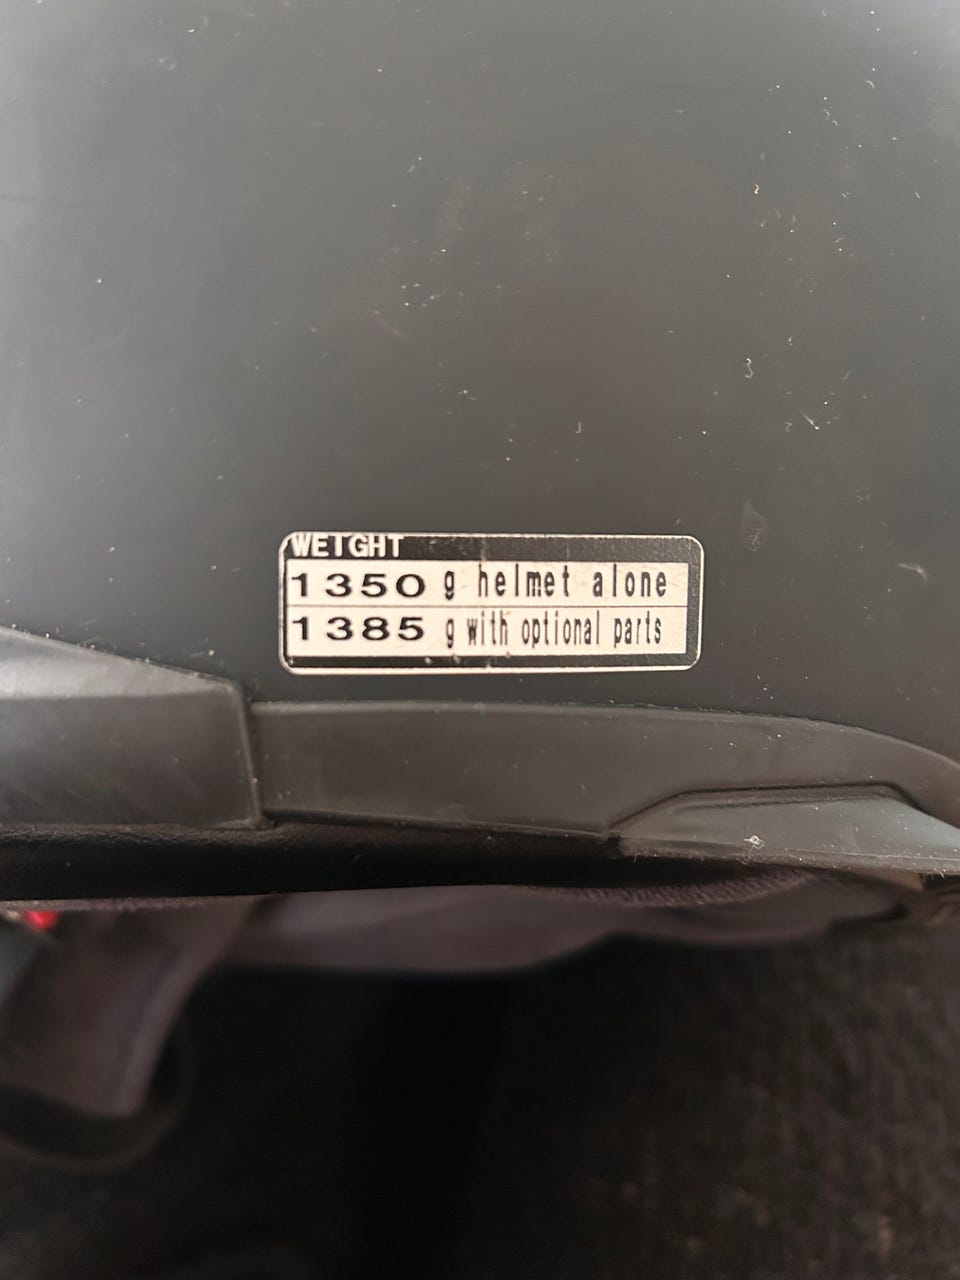 WEIGHT
1350 g helmet alone
1385 g with optional parts